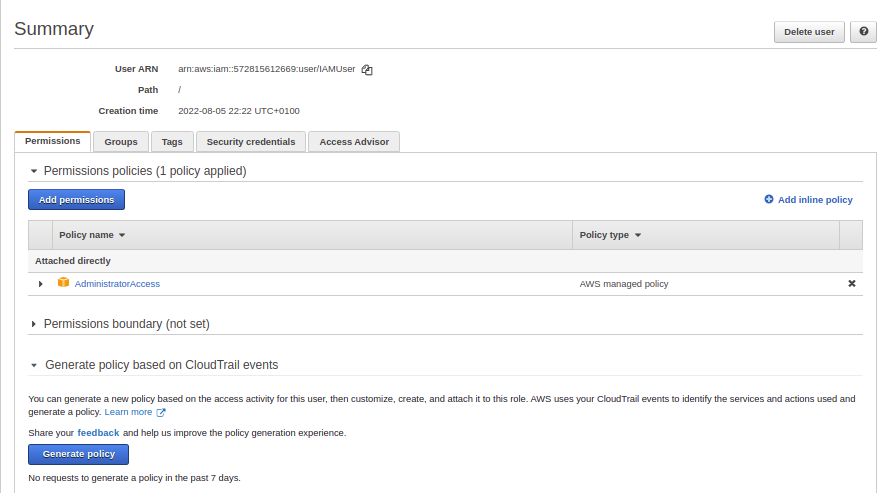 Summary
Delete user
User ARN arn:aws:iam::572815612669:user/IAMUser
Path /
Creation time 2022-08-05 22:22 UTC+0100
Permissions Groups Tags Security credentials Access Advisor
Permissions policies (1 policy applied)
Add permissions Add inline policy
Policy name Policy type
Attached directly
AdministratorAccess AWS managed policy
Permissions boundary (not set)
Generate policy based on CloudTrail events
You can generate a new policy based on the access activity for this user, then customize, create, and attach it to this role. AWS uses your CloudTrail events to identify the services and actions used and
generate a policy. Learn more
Share your feedback and help us improve the policy generation experience.
Generate policy
No requests to generate a policy in the past 7 days.